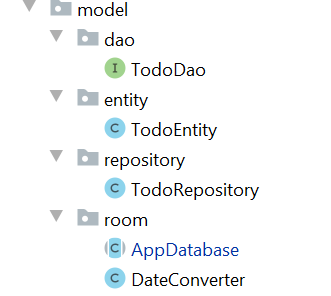 model
dao
I TodoDao
entity
C TodoEntity
repository
C TodoRepository
room
C AppDatabase
C DateConverter